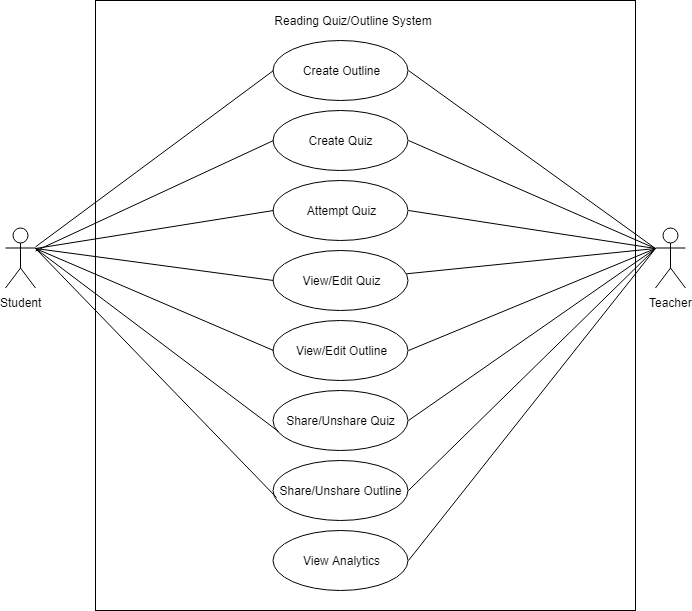 Reading Quiz/Outline System
Create Outline
Create Quiz
Attempt Quiz
View/Edit Quiz
View/Edit Outline
Share/Unshare Quiz
Share/Unshare Outline
View Analytics
Student
Teacher